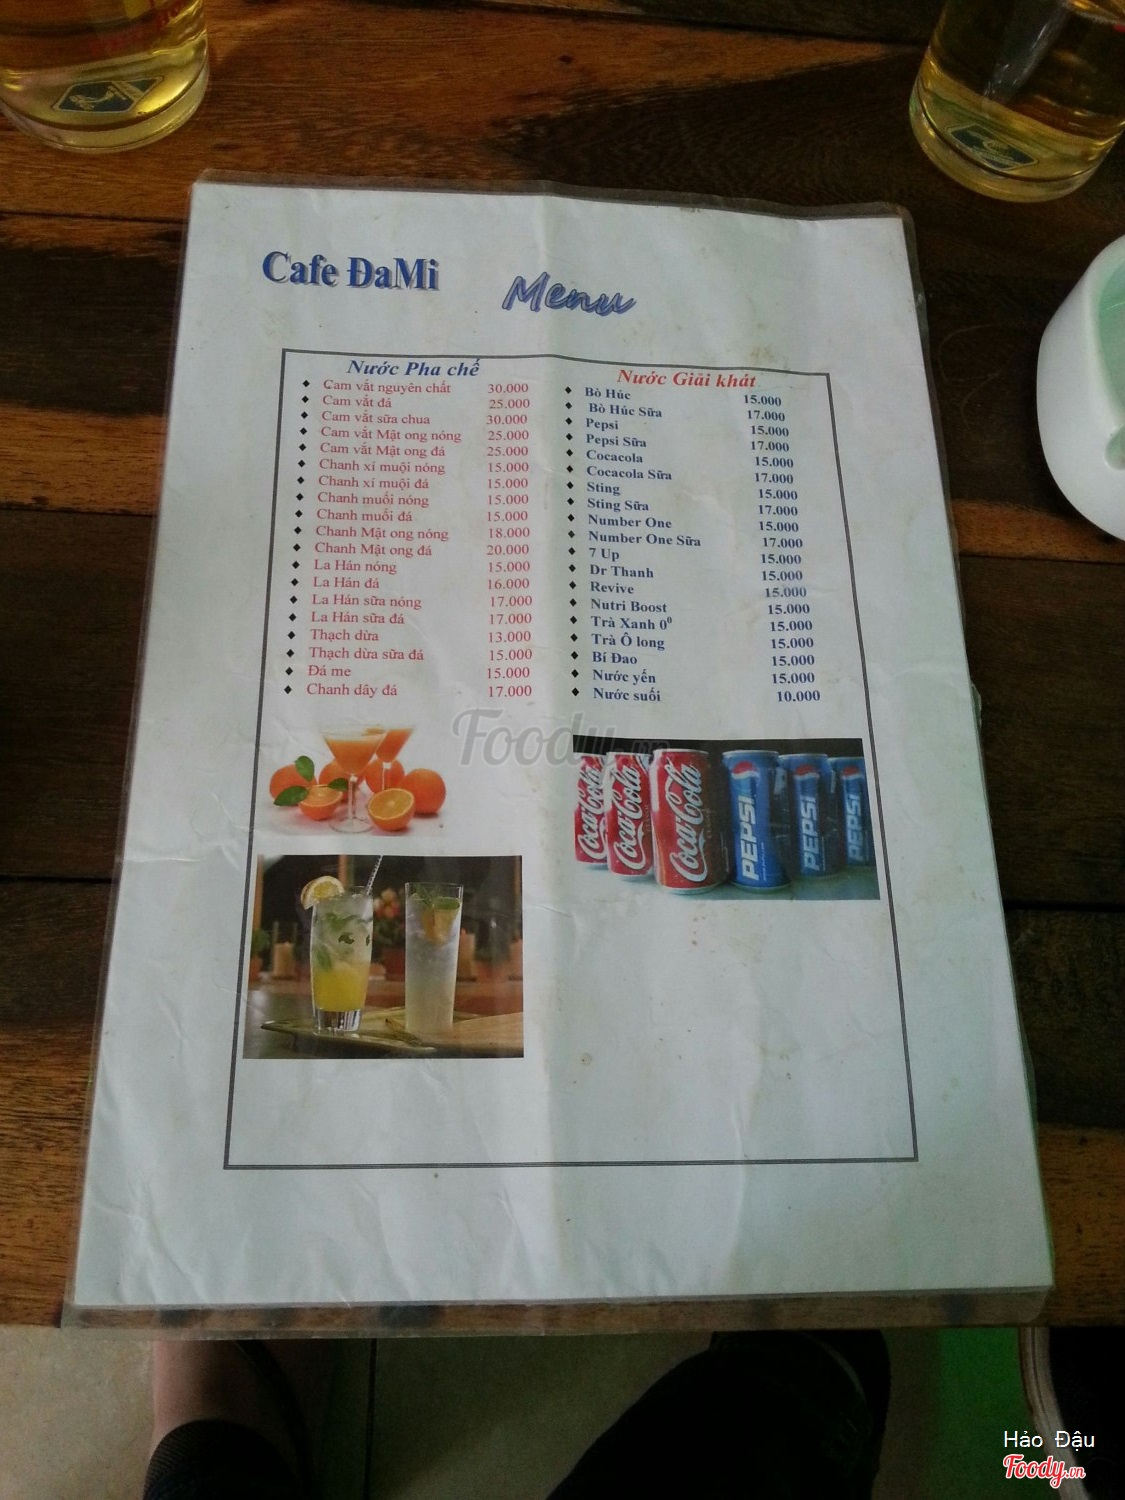 Cafe ĐaMi
Menu
Nước Pha chế
Cam vắt nguyên chất 30.000
Cam vắt đá 25.000
Cam vắt sữa chua 30.000
Cam vắt Mật ong nóng 25.000
Cam vắt Mật ong đá 25.000
Chanh xí muội nóng 15.000
Chanh xí muội đá 15.000
Chanh muối nóng 15.000
Chanh muối đá 15.000
Chanh Mật ong nóng 18.000
Chanh Mật ong đá 20.000
La Hán nóng 15.000
La Hán đá 16.000
La Hán sữa nóng 17.000
La Hán sữa đá 17.000
Thạch dừa 13.000
Thạch dừa sữa đá 15.000
Đá me 15.000
Chanh dây đá 17.000
Nước Giải khát
Bò Húc 15.000
Bò Húc Sữa 17.000
Pepsi 15.000
Pepsi Sữa 17.000
Cocacola 15.000
Cocacola Sữa 17.000
Sting 15.000
Sting Sữa 17.000
Number One 15.000
Number One Sữa 17.000
7 Up 15.000
Dr Thanh 15.000
Revive 15.000
Nutri Boost 15.000
Trà Xanh 0⁰ 15.000
Trà Ô long 15.000
Bí Đao 15.000
Nước yến 15.000
Nước suối 10.000
Foody.vn
Coca-Cola Coca-Cola Coca-Cola PEPSI PEPSI PEPSI
Hảo Đậu
Foody.vn